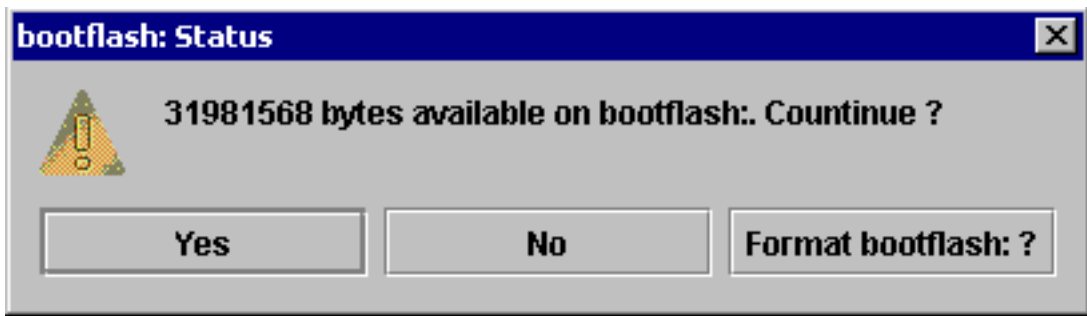 bootflash: Status
31981568 bytes available on bootflash:. Countinue ?
Yes
No
Format bootflash: ?